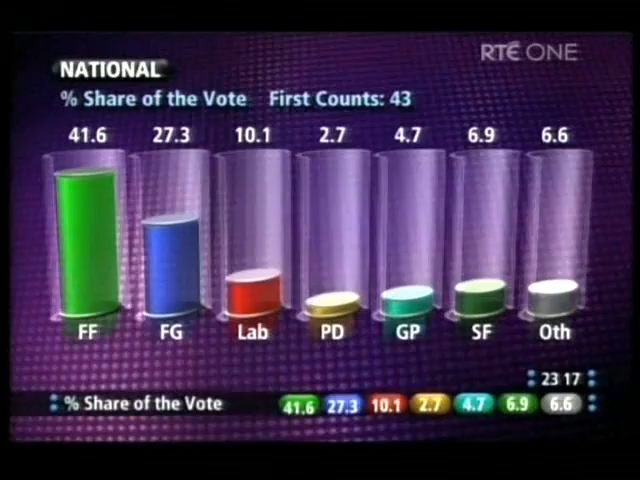 RTÉ ONE
NATIONAL
% Share of the Vote First Counts: 43
41.6 27.3 10.1 2.7 4.7 6.9 6.6
FF FG Lab PD GP SF Oth
23 17
% Share of the Vote 41.6 27.3 10.1 2.7 4.7 6.9 6.6